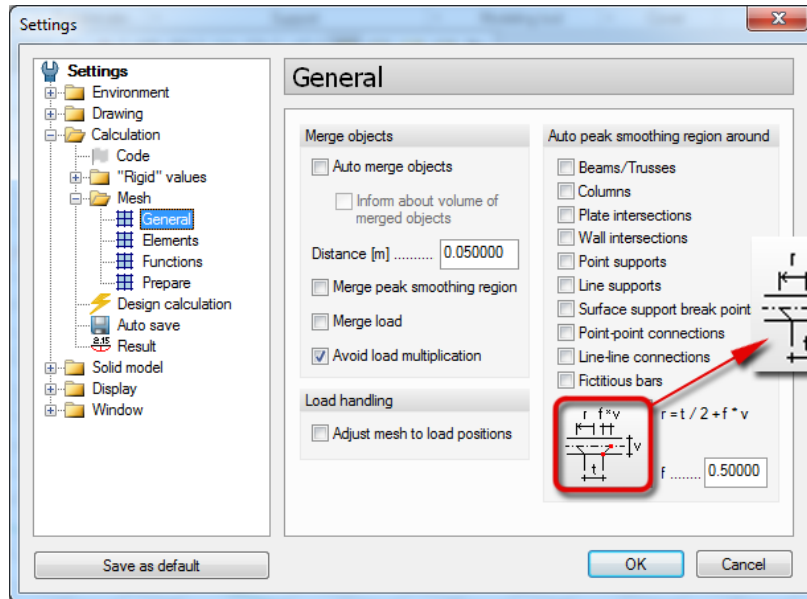 Settings
Settings
Environment
Drawing
Calculation
Code
"Rigid" values
Mesh
General
Elements
Functions
Prepare
Design calculation
Auto save
2.15
Result
Solid model
Display
Window
Save as default
General
Merge objects
Auto merge objects
Inform about volume of
merged objects
Distance [m] .......... 0.050000
Merge peak smoothing region
Merge load
Avoid load multiplication
Load handling
Adjust mesh to load positions
Auto peak smoothing region around
Beams/Trusses
Columns
Plate intersections
Wall intersections
Point supports
Line supports
Surface support break point
Point-point connections
Line-line connections
Fictitious bars
r f*v
v
t
r = t / 2 + f * v
f ........ 0.50000
r
t
OK
Cancel